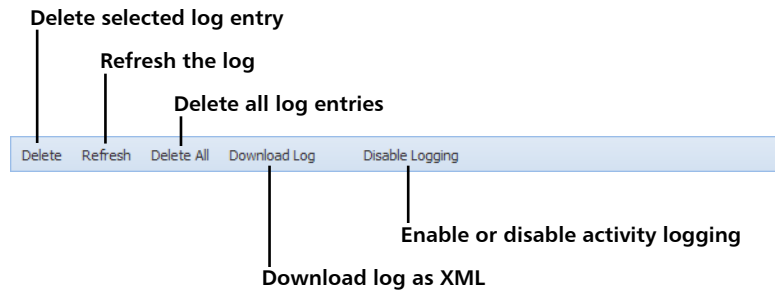 Delete selected log entry
Refresh the log
Delete all log entries
Delete Refresh Delete All Download Log Disable Logging
Enable or disable activity logging
Download log as XML